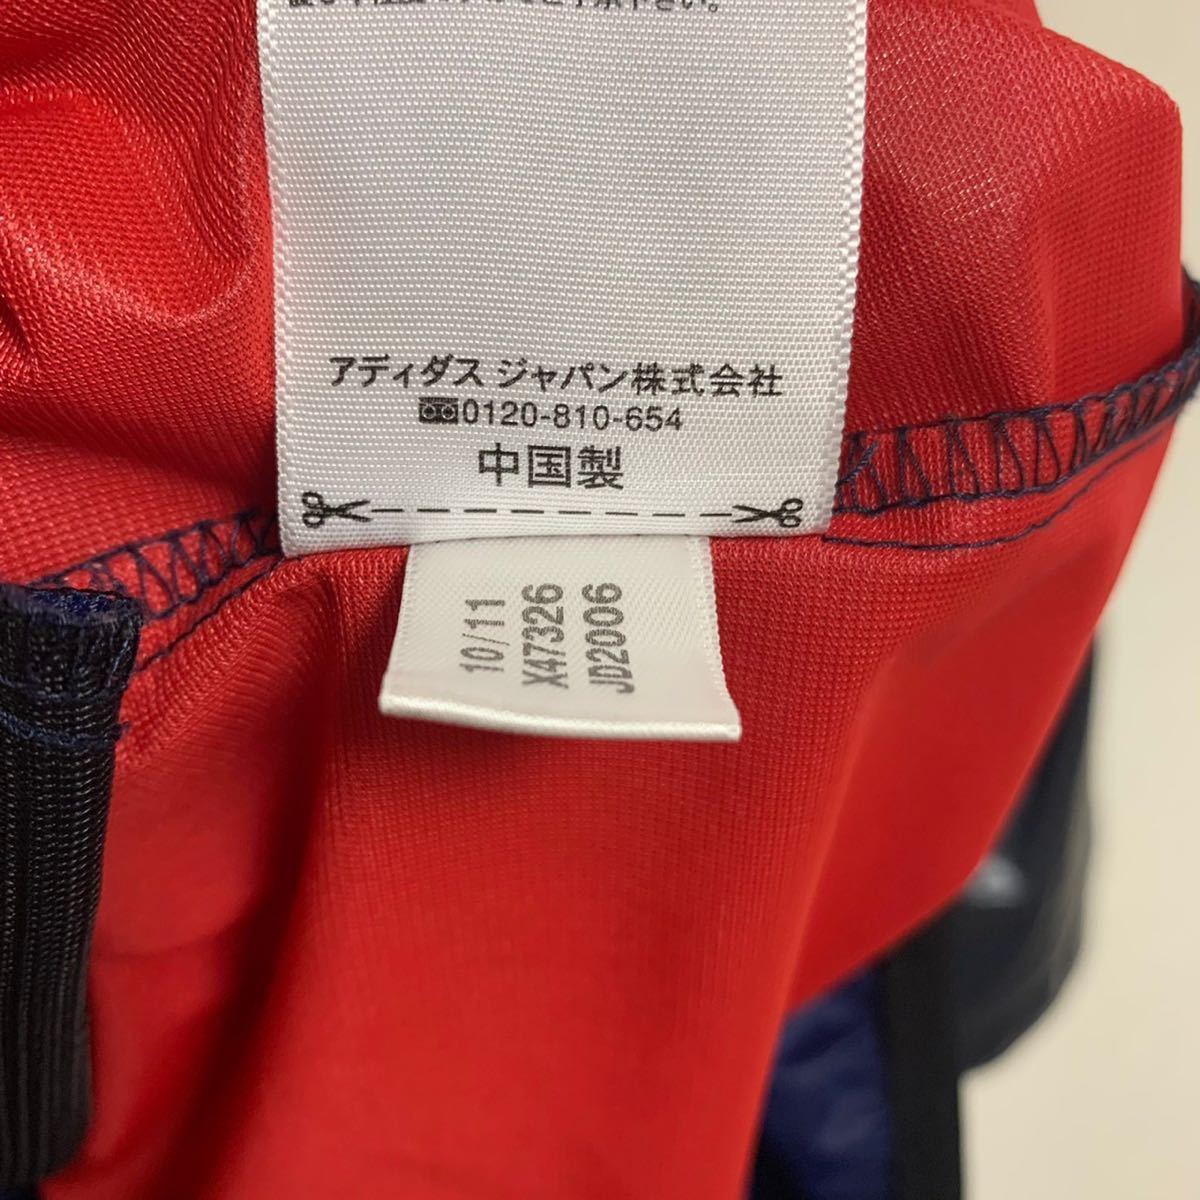 アディダス ジャパン株式会社
0120-810-654
中国製
10/11
X47326
JD2006